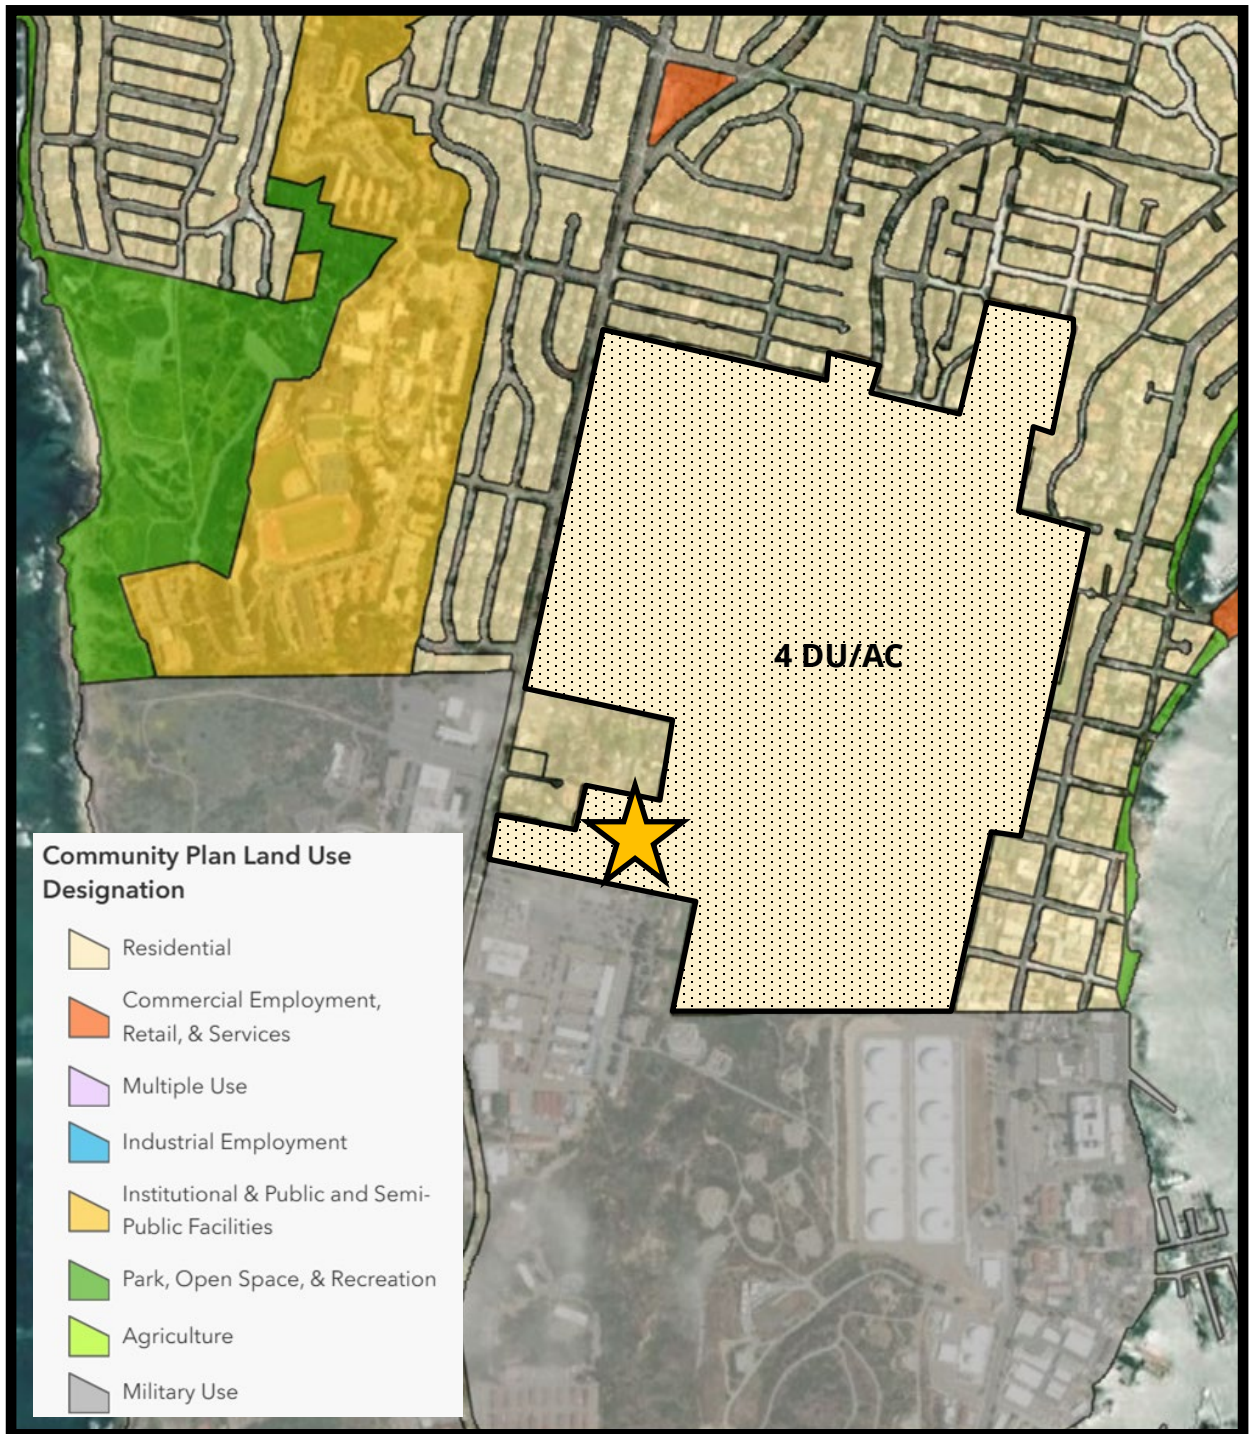 4 DU/AC
Community Plan Land Use
Designation
Residential
Commercial Employment,
Retail, & Services
Multiple Use
Industrial Employment
Institutional & Public and Semi-
Public Facilities
Park, Open Space, & Recreation
Agriculture
Military Use